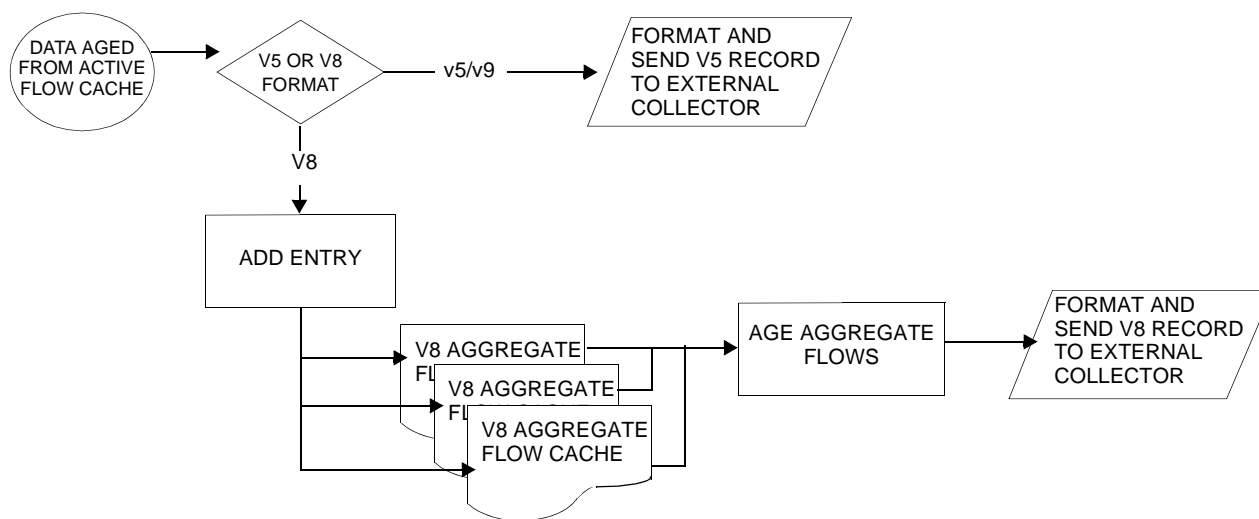 DATA AGED
FROM ACTIVE
FLOW CACHE
V5 OR V8
FORMAT
v5/v9
FORMAT AND
SEND V5 RECORD
TO EXTERNAL
COLLECTOR
V8
ADD ENTRY
V8 AGGREGATE
V8 AGGREGATE
V8 AGGREGATE
FLOW CACHE
AGE AGGREGATE
FLOWS
FORMAT AND
SEND V8 RECORD
TO EXTERNAL
COLLECTOR